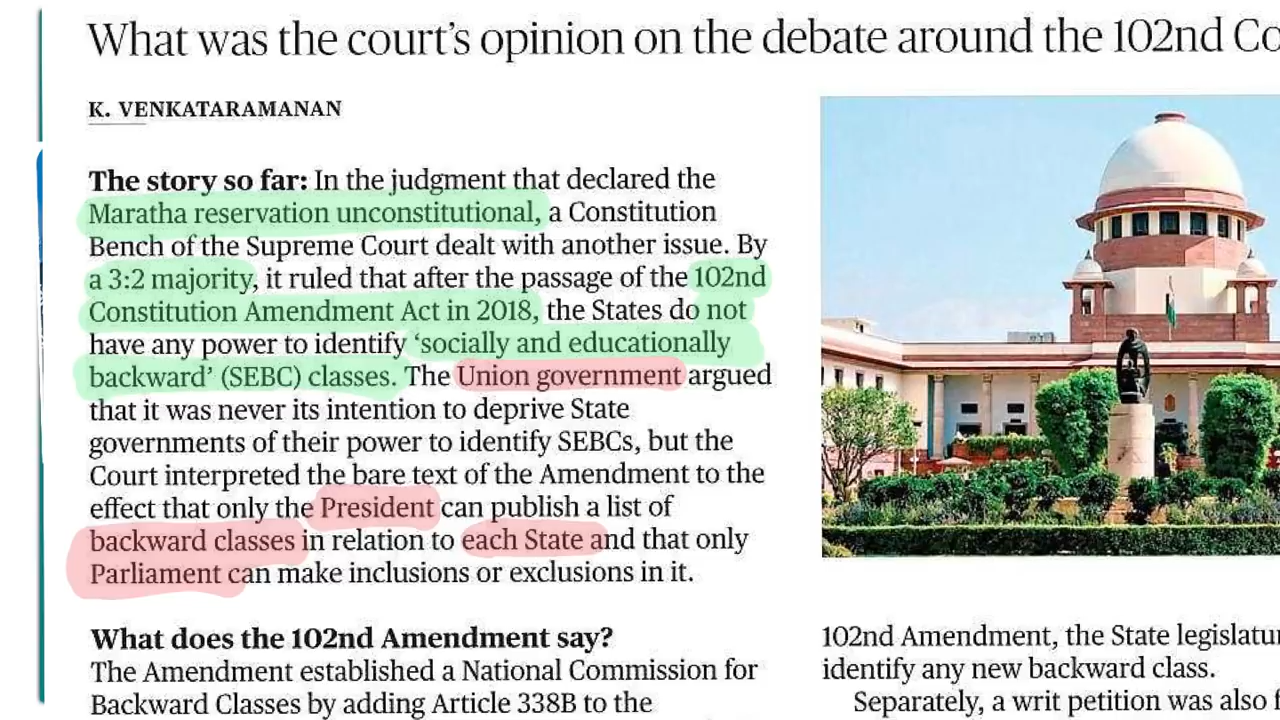 What was the court's opinion on the debate around the 102nd
K. VENKATARAMANAN
The story so far: In the judgment that declared the
Maratha reservation unconstitutional, a Constitution
Bench of the Supreme Court dealt with another issue. By
a 3:2 majority, it ruled that after the passage of the 102nd
Constitution Amendment Act in 2018, the States do not
have any power to identify ‘socially and educationally
backward’ (SEBC) classes. The Union government argued
that it was never its intention to deprive State
governments of their power to identify SEBCs, but the
Court interpreted the bare text of the Amendment to the
effect that only the President can publish a list of
backward classes in relation to each State and that only
Parliament can make inclusions or exclusions in it.
What does the 102nd Amendment say?
The Amendment established a National Commission for
Backward Classes by adding Article 338B to the
102nd Amendment, the State
identify any new backward class.
Separately, a writ petition was also